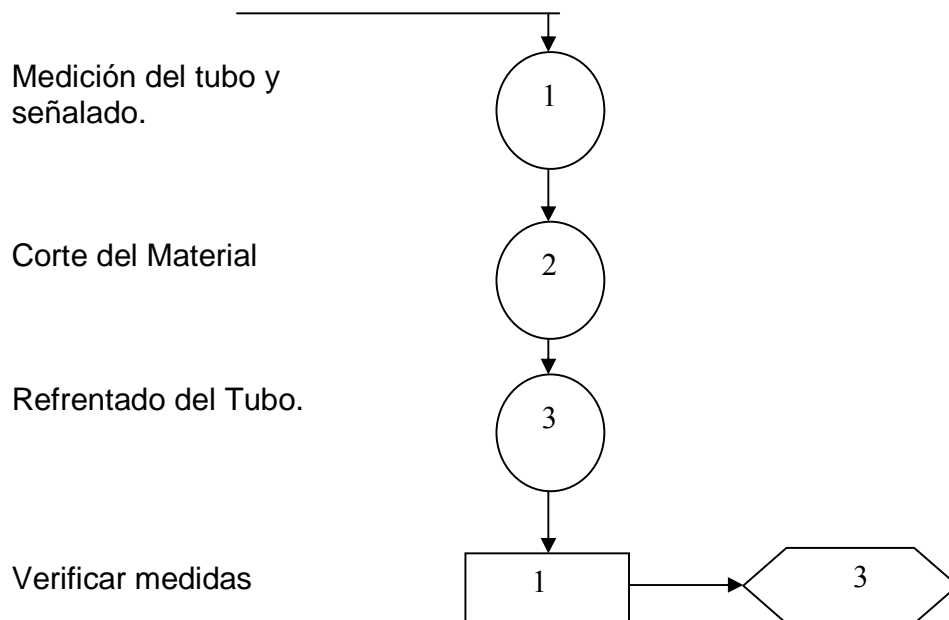 Medición del tubo y
señalado.
1
Corte del Material
2
Refrentado del Tubo.
3
Verificar medidas
1
3